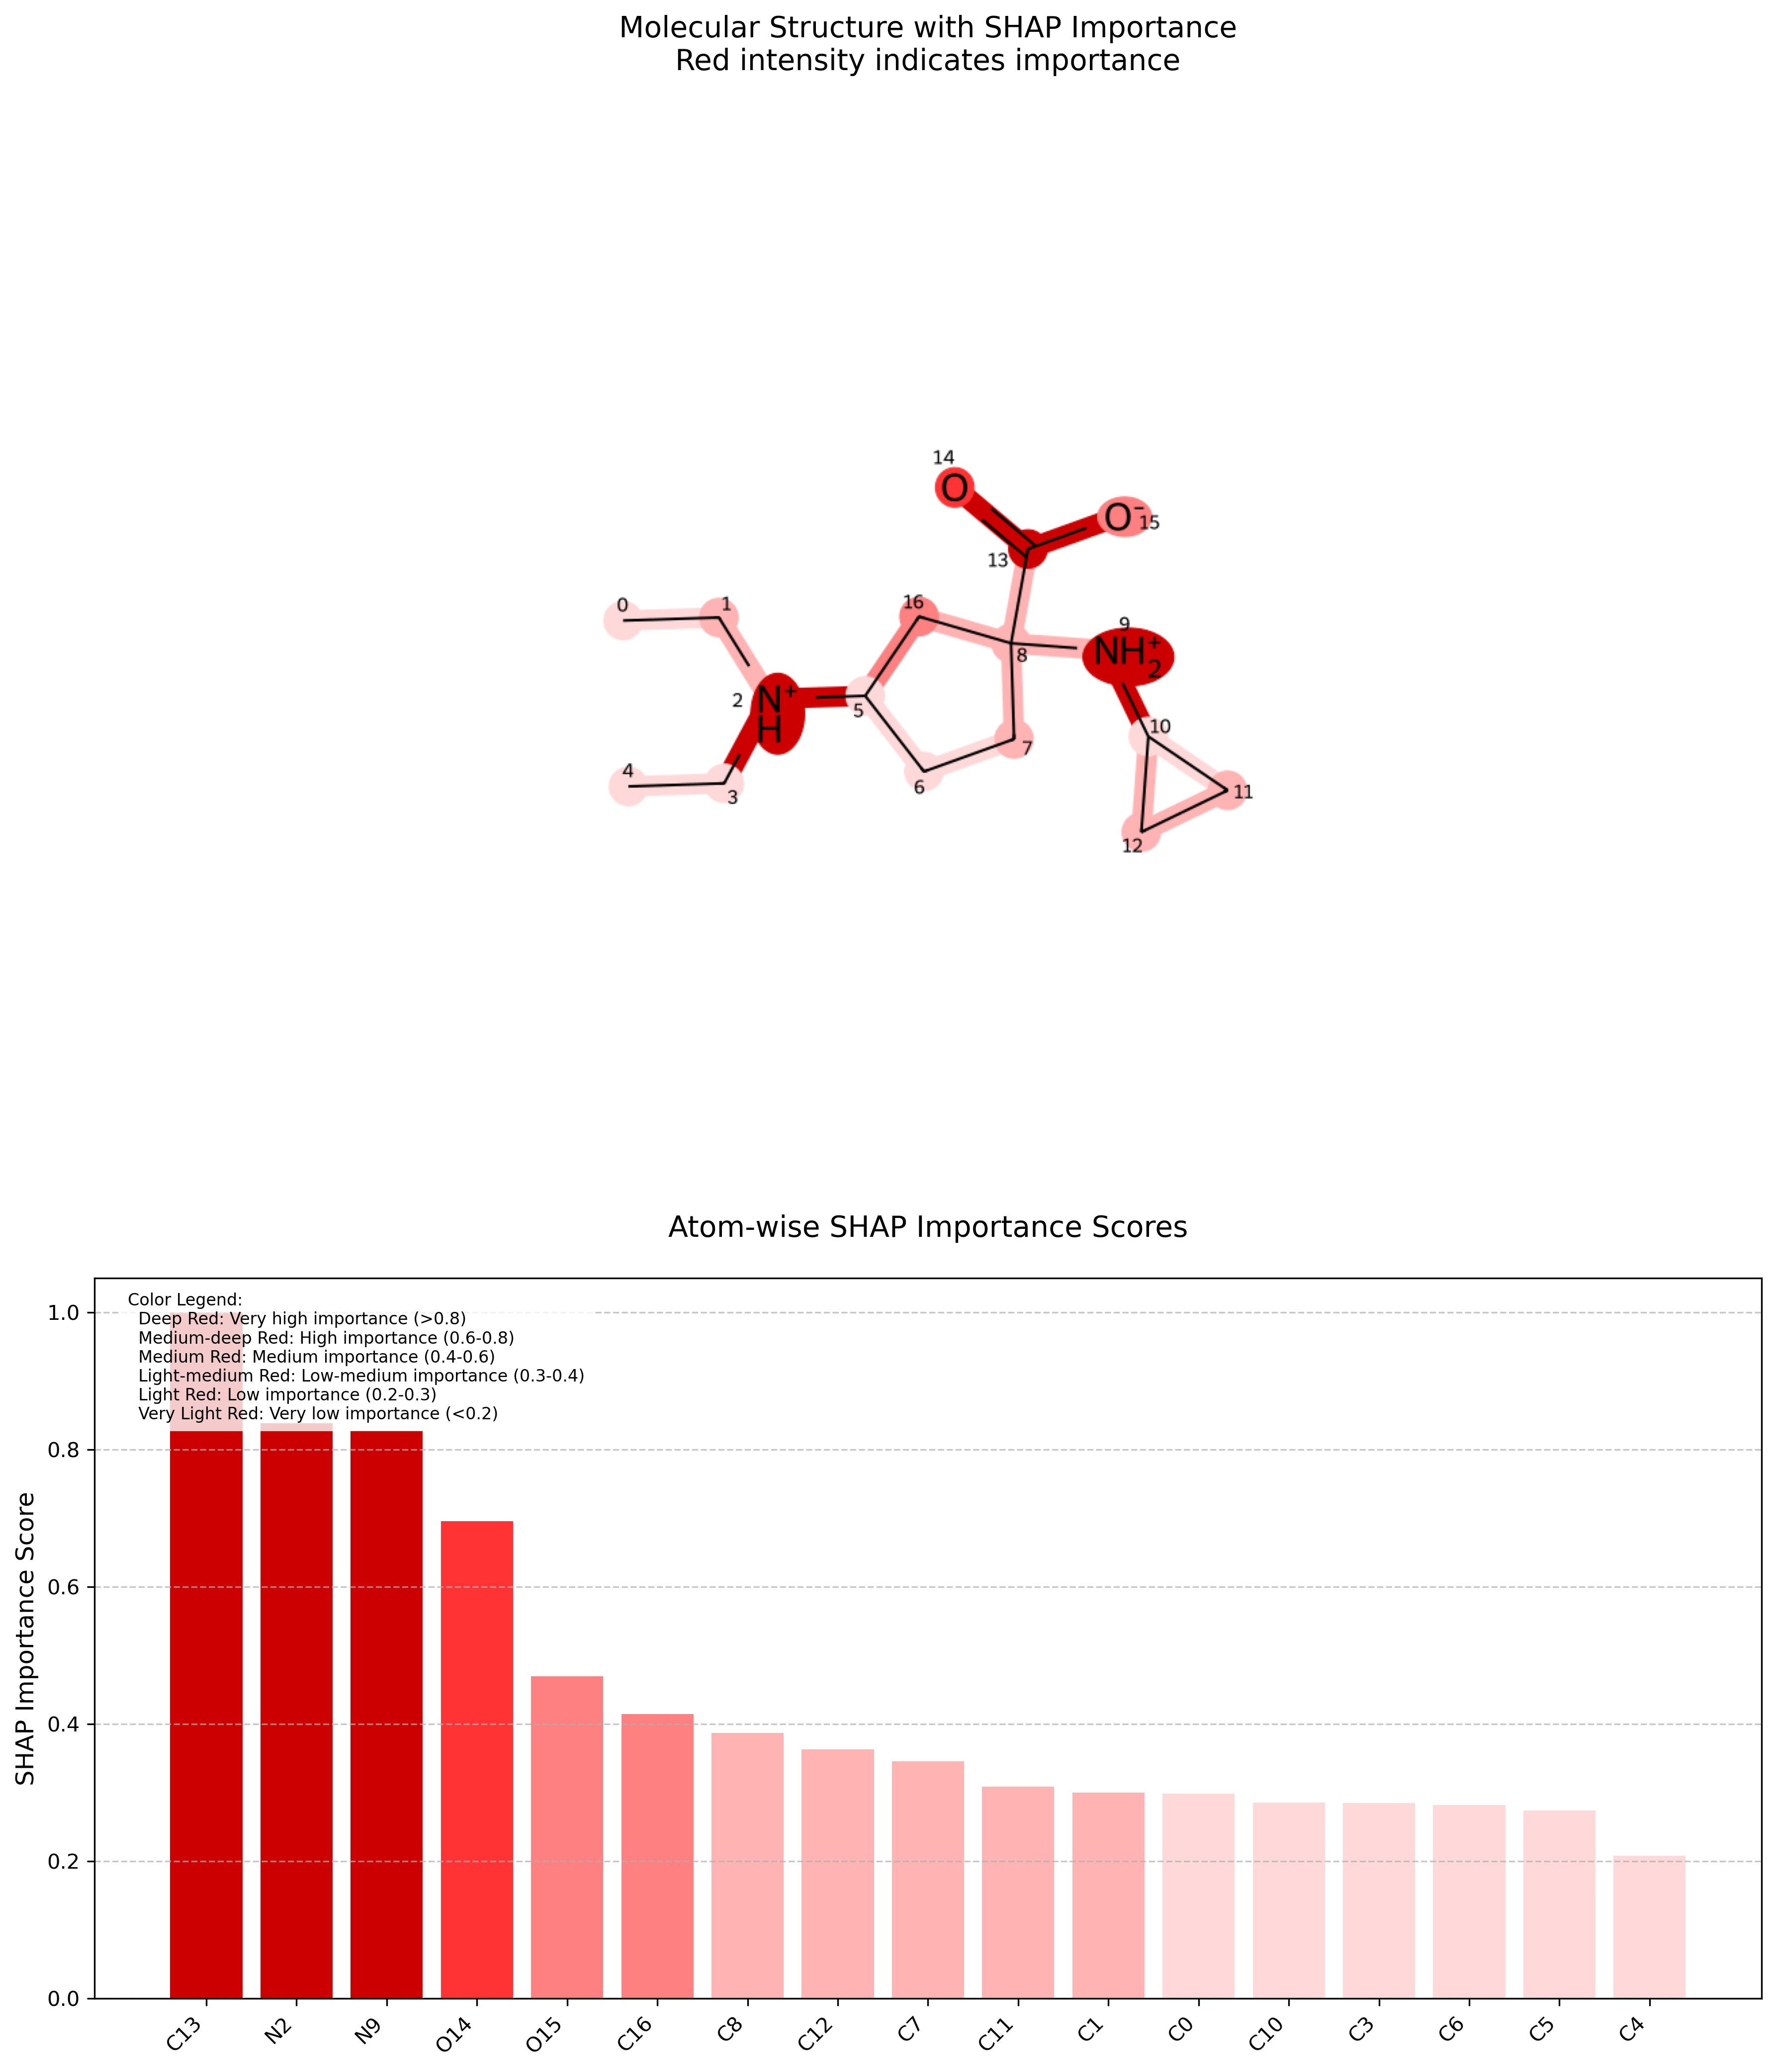 Molecular Structure with SHAP Importance
Red intensity indicates importance
14
O
O-
15
13
9
0
1
16
NH2+
8
2
N+
H
5
10
7
4
3
6
11
12
Atom-wise SHAP Importance Scores
Color Legend:
Deep Red: Very high importance (>0.8)
Medium-deep Red: High importance (0.6-0.8)
Medium Red: Medium importance (0.4-0.6)
Light-medium Red: Low-medium importance (0.3-0.4)
Light Red: Low importance (0.2-0.3)
Very Light Red: Very low importance (<0.2)
SHAP Importance Score
1.0
0.8
0.6
0.4
0.2
0.0
C13
N2
N9
O14
O15
C16
C8
C12
C7
C11
C1
C0
C10
C3
C6
C5
C4